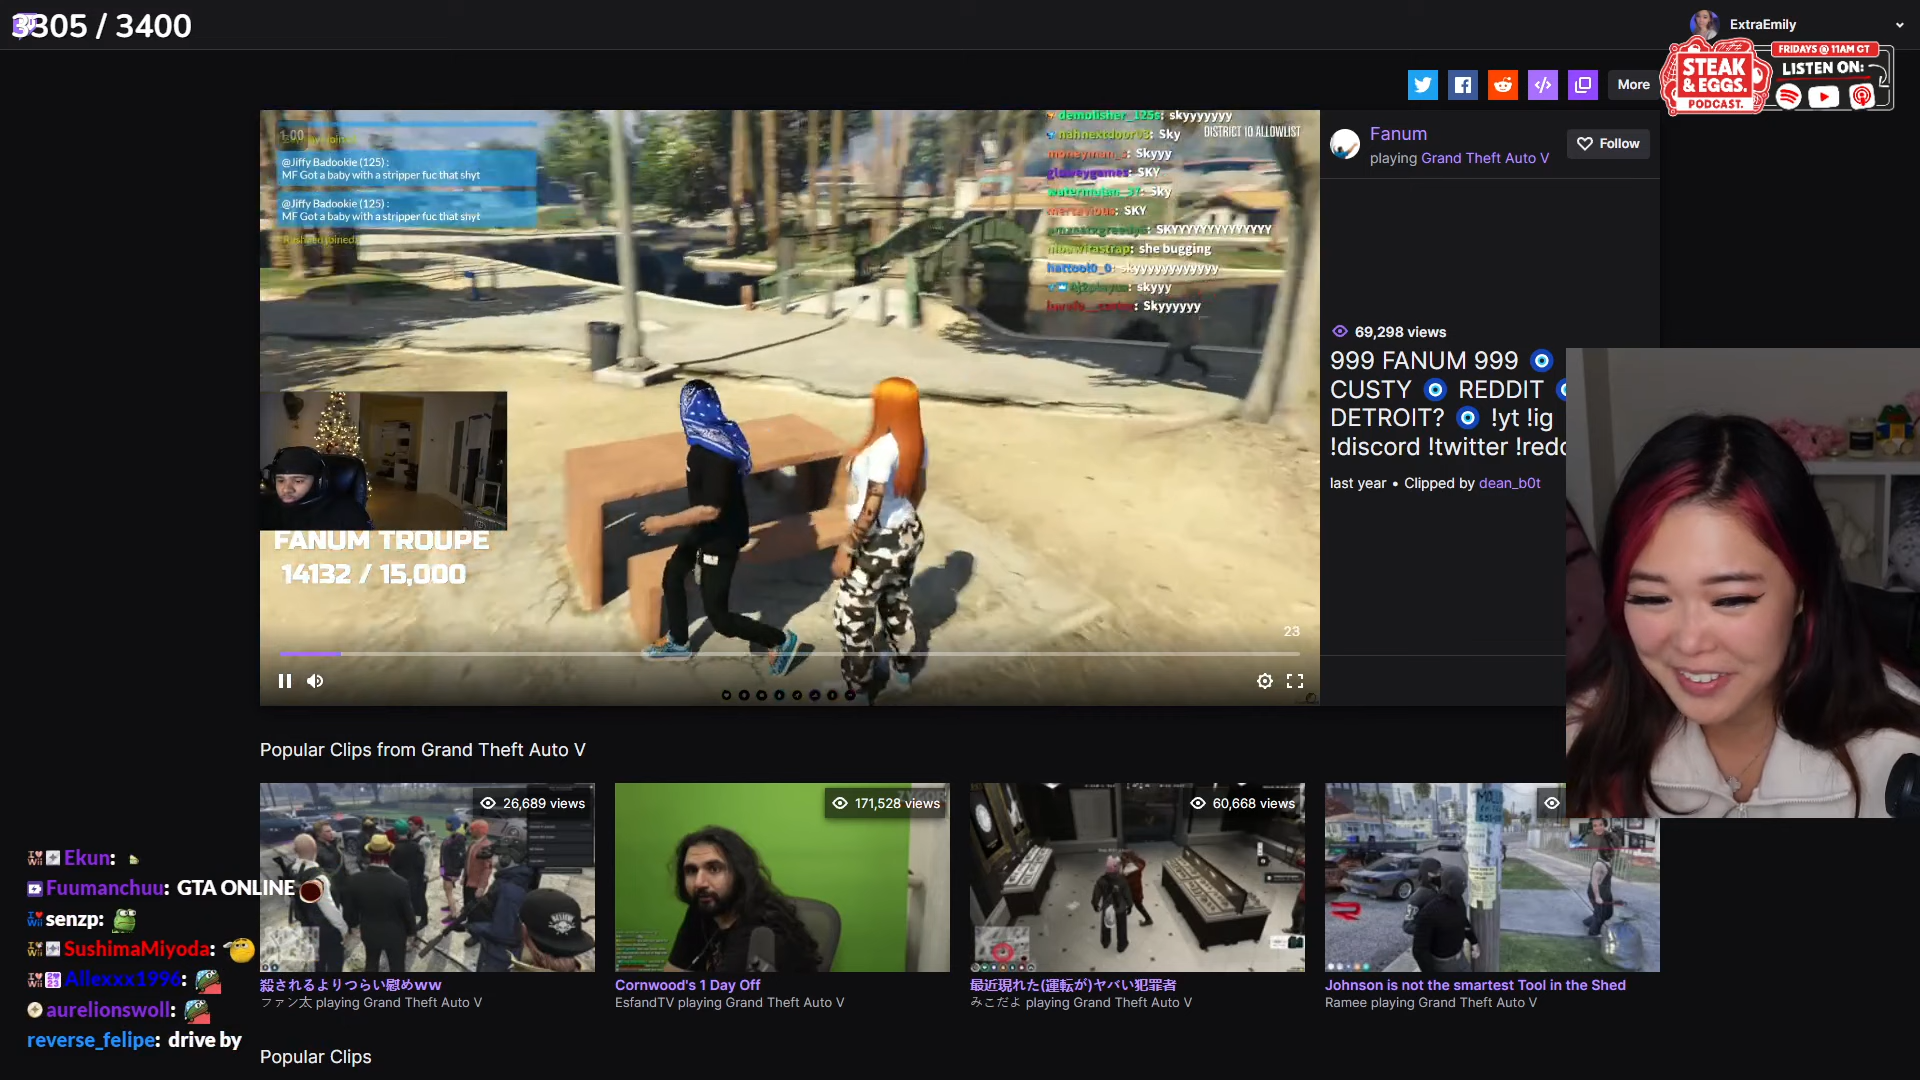 3305 / 3400
ExtraEmily
FRIDAYS @ 11AM CT
STEAK
& EGGS.
PODCAST.
LISTEN ON:
More
1:00
@Jiffy Badookie (125) :
MF Got a baby with a stripper fuc that shyt
@Jiffy Badookie (125) :
MF Got a baby with a stripper fuc that shyt
demolisher_125s: skyyyyyyy
Sky
DISTRICT 10 ALLOWLIST
moneyman_s: Skyyy
gloweygames: SKY
Sky
SKY
SKYYYYYYYYYYYYYY
she bugging
hattool0_0: skyyyyyyyyyyyy
skyyy
Skyyyyyy
FANUM TROUPE
14132 / 15,000
23
Fanum
playing Grand Theft Auto V
Follow
69,298 views
999 FANUM 999
CUSTY REDDIT
DETROIT? !yt !ig
!discord !twitter !redd
last year • Clipped by dean_b0t
Popular Clips from Grand Theft Auto V
26,689 views
171,528 views
60,668 views
殺されるよりつらい慰めww
ファン太 playing Grand Theft Auto V
Cornwood's 1 Day Off
EsfandTV playing Grand Theft Auto V
最近現れた(運転が)ヤバい犯罪者
みこだよ playing Grand Theft Auto V
Johnson is not the smartest Tool in the Shed
Ramee playing Grand Theft Auto V
Popular Clips
Ekun:
Fuumanchuu: GTA ONLINE
senzp:
SushimaMiyoda:
Allexxx1996:
aurelionswoll:
reverse_felipe: drive by